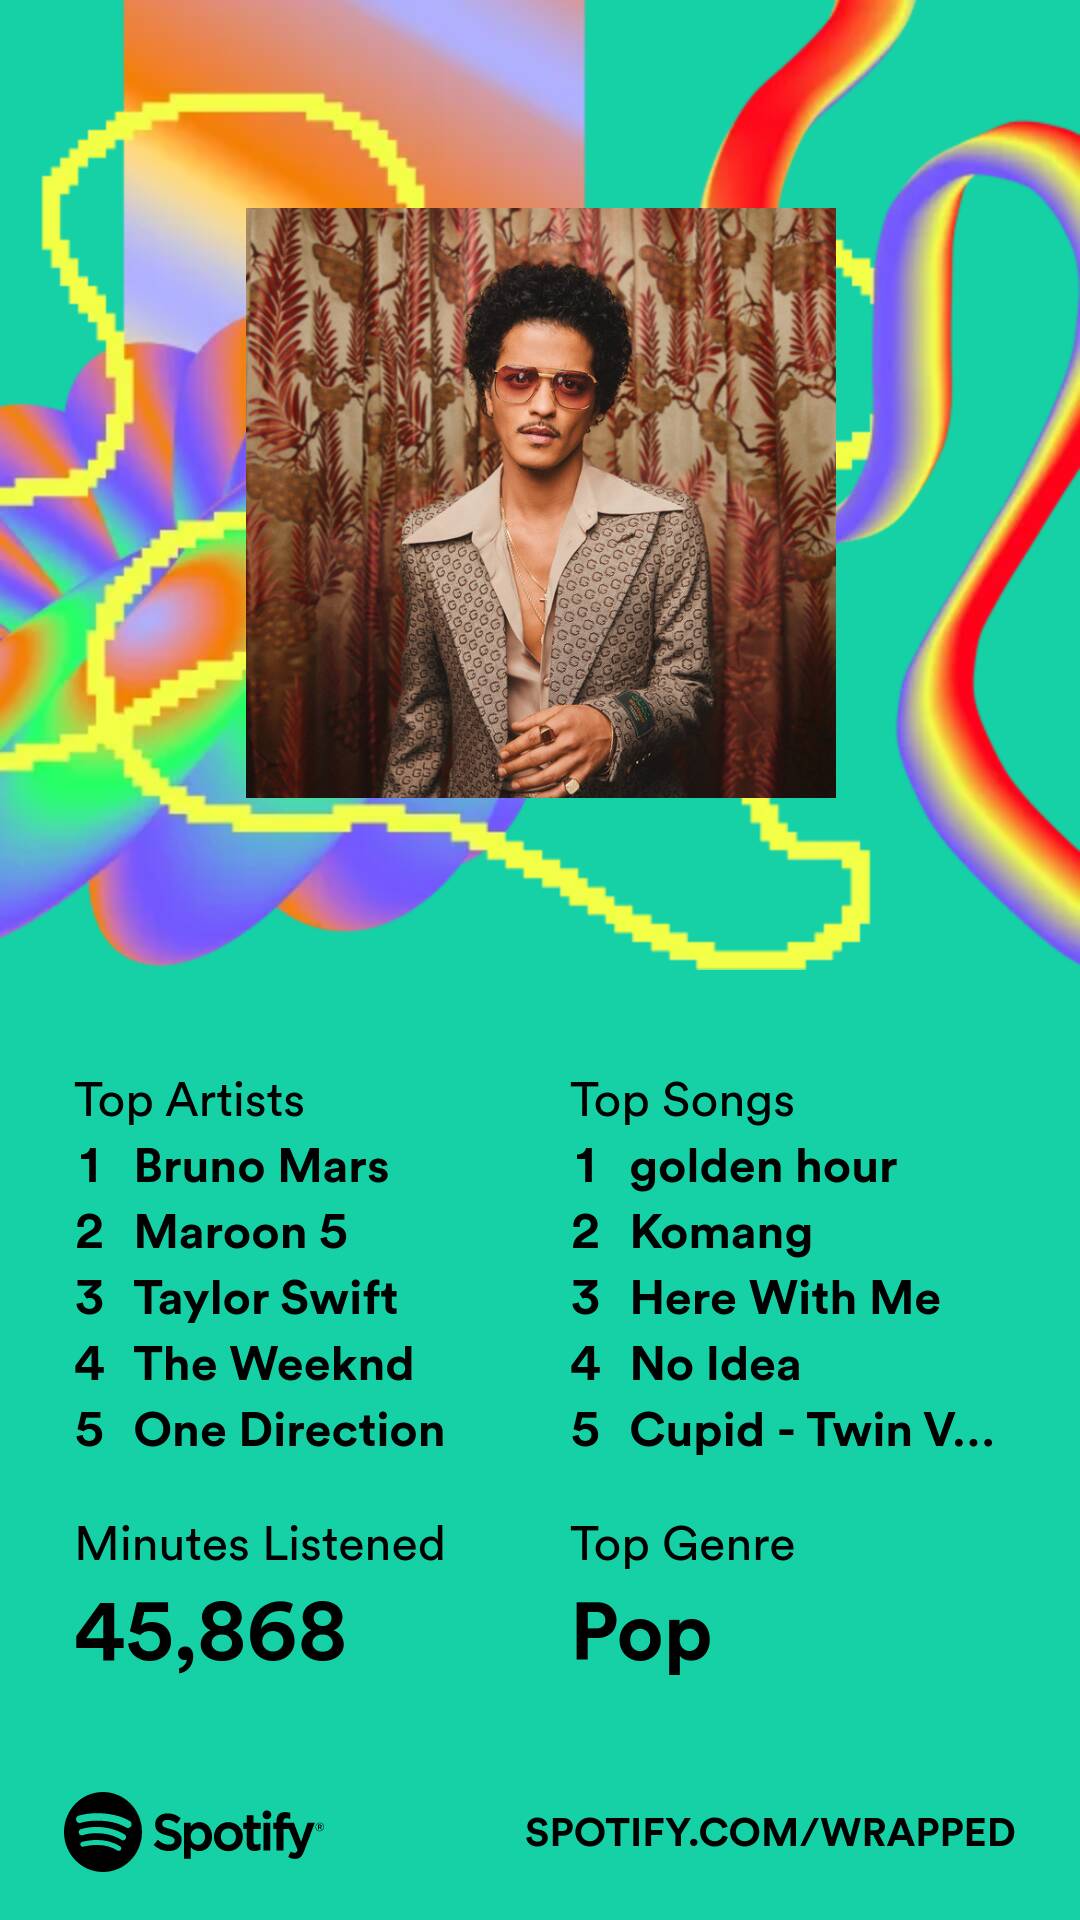 Top Artists
1 Bruno Mars
2 Maroon 5
3 Taylor Swift
4 The Weeknd
5 One Direction
Top Songs
1 golden hour
2 Komang
3 Here With Me
4 No Idea
5 Cupid - Twin V...
Minutes Listened
45,868
Top Genre
Pop
Spotify®
SPOTIFY.COM/WRAPPED